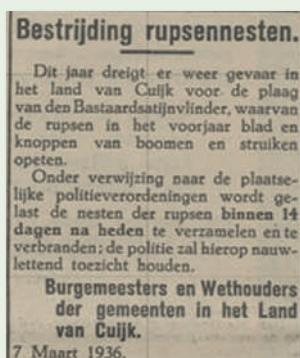 Bestrijding rupsennesten.
Dit jaar dreigt er weer gevaar in
het land van Cuijk voor de plaag
van den Bastaardsatijnvlinder, waarvan
de rupsen in het voorjaar blad en
knoppen van boomen en struiken
opeten.
Onder verwijzing naar de plaatse-
lijke politieverordeningen wordt ge-
last de nesten der rupsen binnen 14
dagen na heden te verzamelen en te
verbranden; de politie zal hierop nauw-
lettend toezicht houden.
Burgemeesters en Wethouders
der gemeenten in het Land
van Cuijk.
7 Maart 1936.